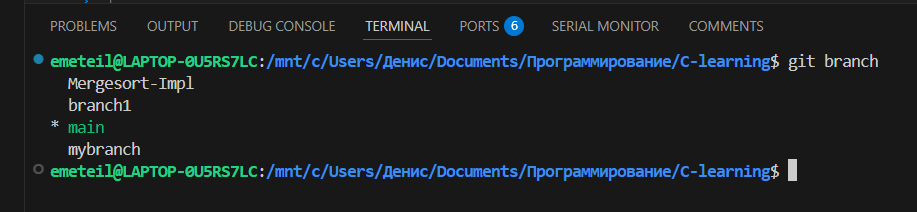 PROBLEMS OUTPUT DEBUG CONSOLE TERMINAL PORTS 6 SERIAL MONITOR COMMENTS
emeteil@LAPTOP-0U5RS7LC:/mnt/c/Users/Денис/Documents/Программирование/C-learning$ git branch
Mergesort-Impl
branch1
* main
mybranch
emeteil@LAPTOP-0U5RS7LC:/mnt/c/Users/Денис/Documents/Программирование/C-learning$